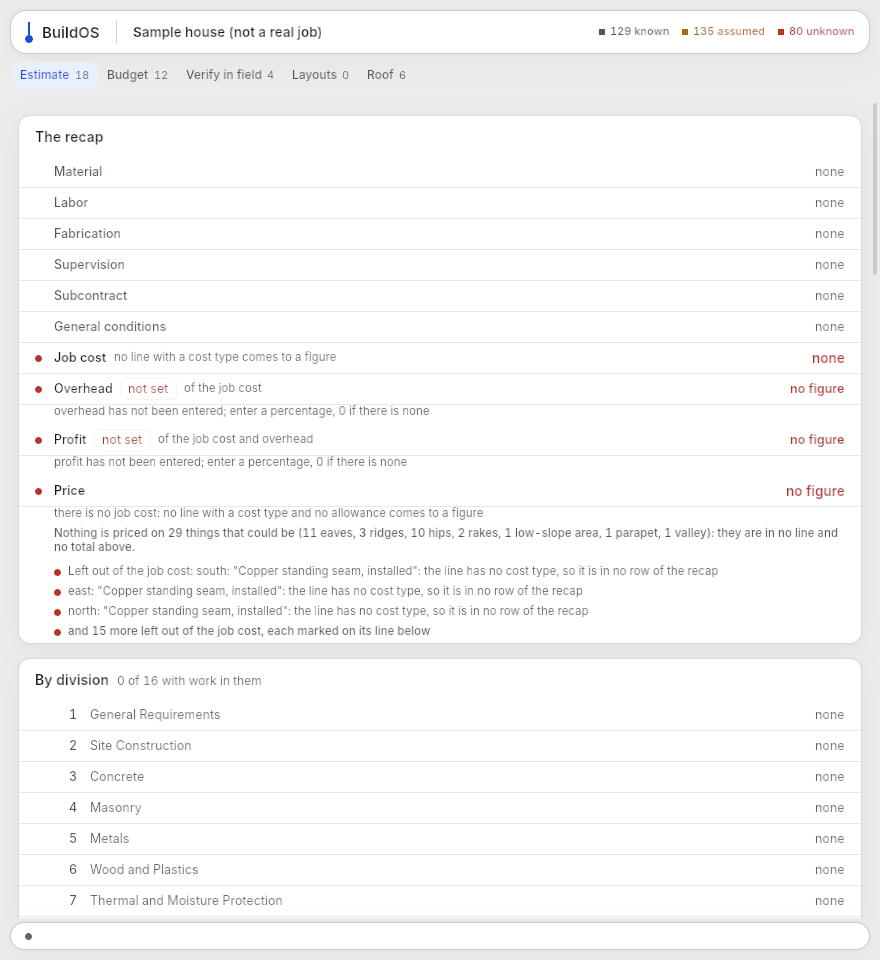 BuildOS
Sample house (not a real job)
129 known
135 assumed
80 unknown
Estimate 18
Budget 12
Verify in field 4
Layouts 0
Roof 6
The recap
Material none
Labor none
Fabrication none
Supervision none
Subcontract none
General conditions none
Job cost no line with a cost type comes to a figure none
Overhead not set of the job cost no figure
overhead has not been entered; enter a percentage, 0 if there is none
Profit not set of the job cost and overhead no figure
profit has not been entered; enter a percentage, 0 if there is none
Price no figure
there is no job cost: no line with a cost type and no allowance comes to a figure
Nothing is priced on 29 things that could be (11 eaves, 3 ridges, 10 hips, 2 rakes, 1 low-slope area, 1 parapet, 1 valley): they are in no line and
no total above.
Left out of the job cost: south: "Copper standing seam, installed": the line has no cost type, so it is in no row of the recap
east: "Copper standing seam, installed": the line has no cost type, so it is in no row of the recap
north: "Copper standing seam, installed": the line has no cost type, so it is in no row of the recap
and 15 more left out of the job cost, each marked on its line below
By division 0 of 16 with work in them
1 General Requirements none
2 Site Construction none
3 Concrete none
4 Masonry none
5 Metals none
6 Wood and Plastics none
7 Thermal and Moisture Protection none